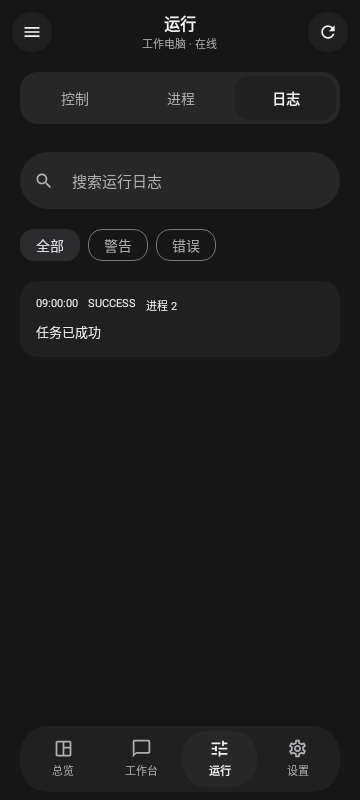 运行
工作电脑 · 在线
控制 进程 日志
搜索运行日志
全部 警告 错误
09:00:00 SUCCESS 进程 2
任务已成功
总览 工作台 运行 设置